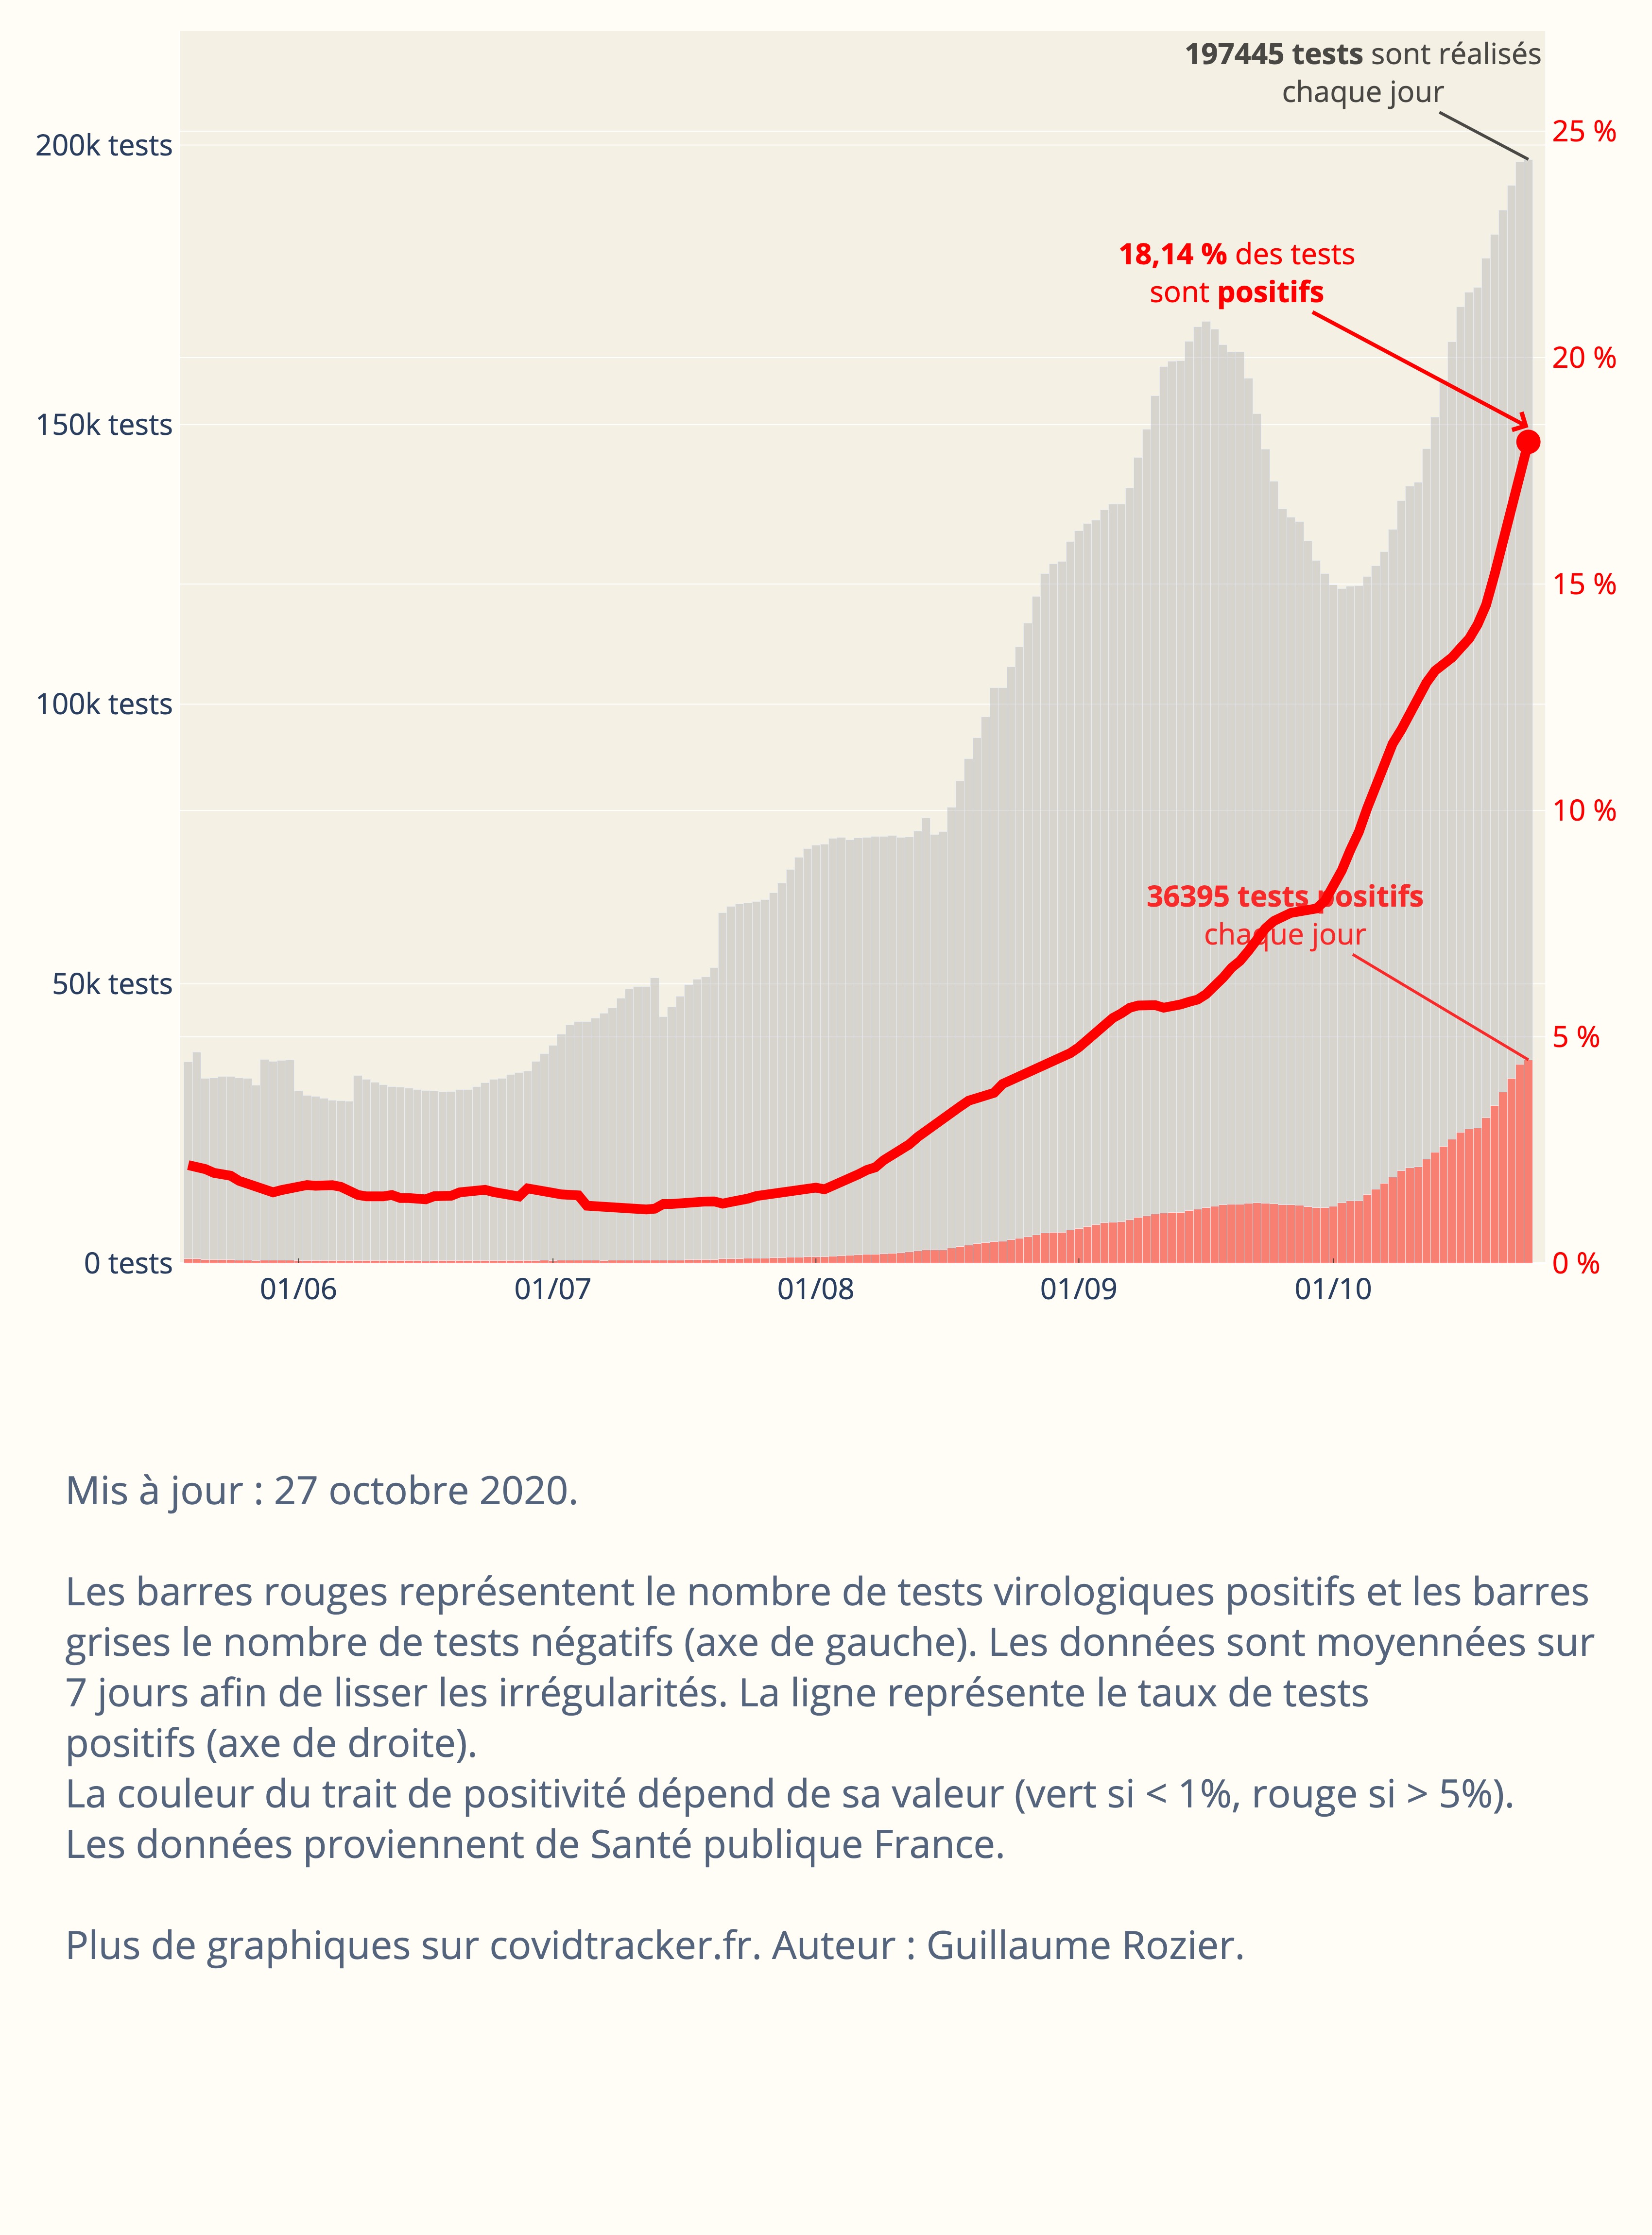 197445 tests sont réalisés
chaque jour
200k tests
25 %
18,14 % des tests
sont positifs
20 %
150k tests
15 %
100k tests
10 %
36395 tests positifs
chaque jour
50k tests
5 %
0 tests
0 %
01/06
01/07
01/08
01/09
01/10
Mis à jour : 27 octobre 2020.
Les barres rouges représentent le nombre de tests virologiques positifs et les barres
grises le nombre de tests négatifs (axe de gauche). Les données sont moyennées sur
7 jours afin de lisser les irrégularités. La ligne représente le taux de tests
positifs (axe de droite).
La couleur du trait de positivité dépend de sa valeur (vert si < 1%, rouge si > 5%).
Les données proviennent de Santé publique France.
Plus de graphiques sur covidtracker.fr. Auteur : Guillaume Rozier.